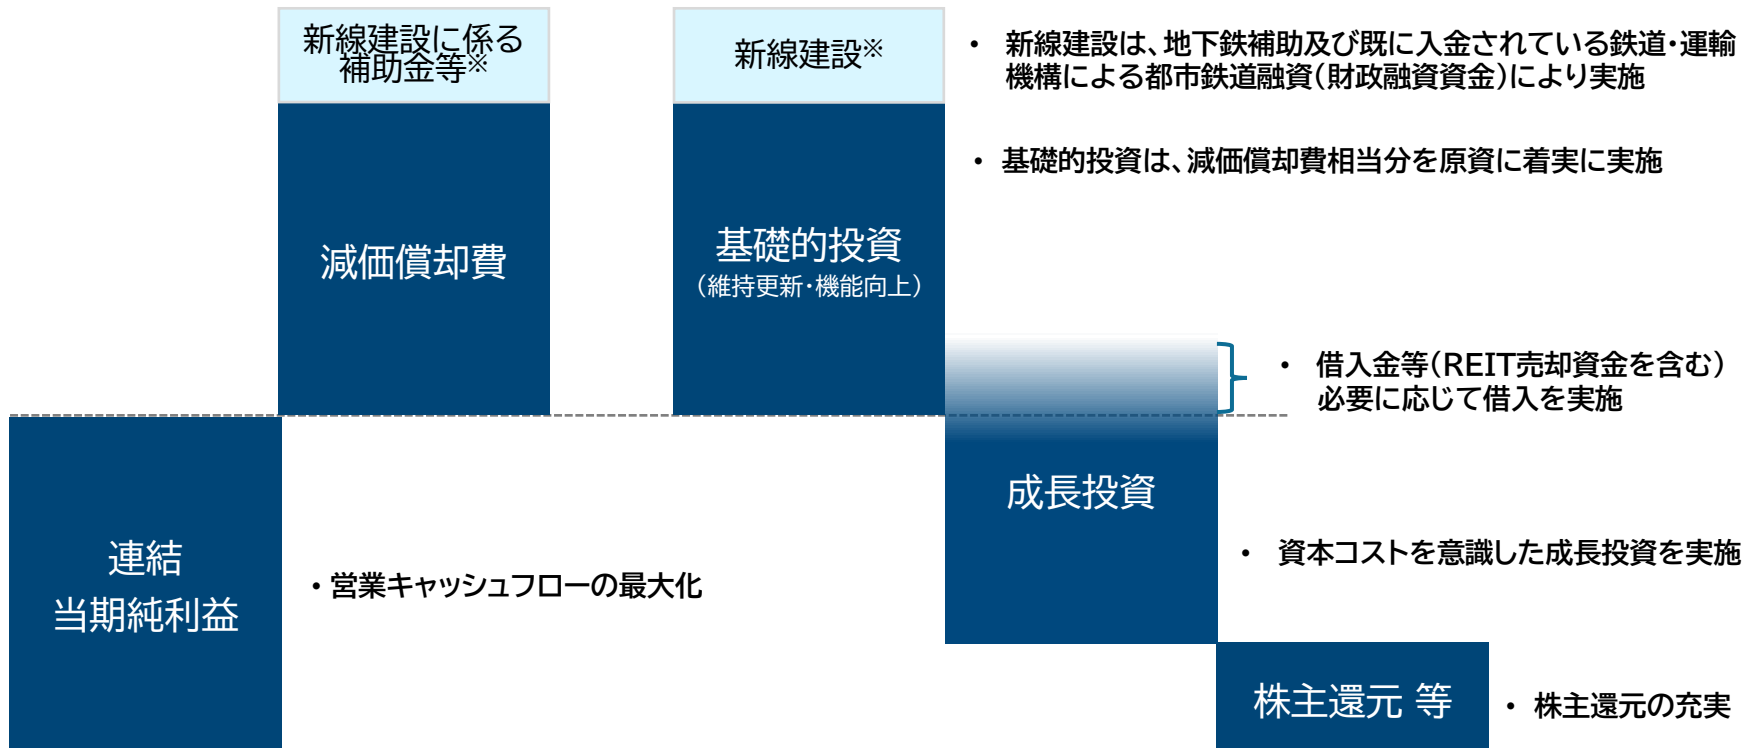 新線建設に係る
補助金等※
新線建設※
• 新線建設は、地下鉄補助及び既に入金されている鉄道・運輸
機構による都市鉄道融資（財政融資資金）により実施
• 基礎的投資は、減価償却費相当分を原資に着実に実施
減価償却費
基礎的投資
（維持更新・機能向上）
• 借入金等（REIT売却資金を含む）
必要に応じて借入を実施
成長投資
• 資本コストを意識した成長投資を実施
連結
当期純利益
・営業キャッシュフローの最大化
株主還元 等
• 株主還元の充実